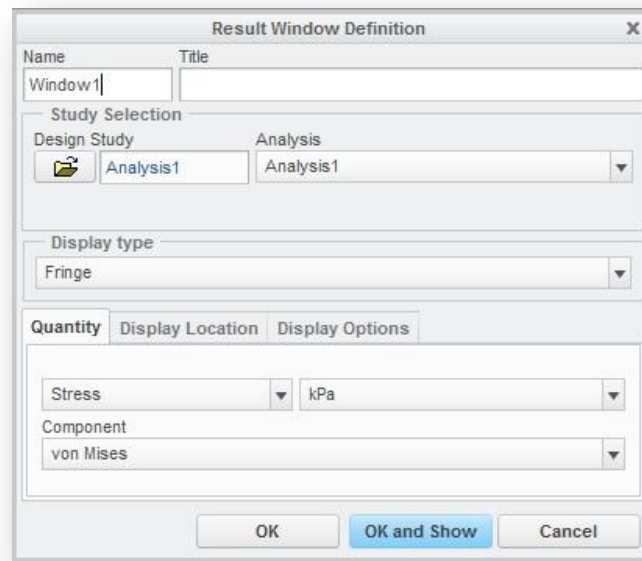 Result Window Definition x
Name Title
Window1
Study Selection
Design Study Analysis
Analysis1 Analysis1
Display type
Fringe
Quantity Display Location Display Options
Stress kPa
Component
von Mises
OK OK and Show Cancel